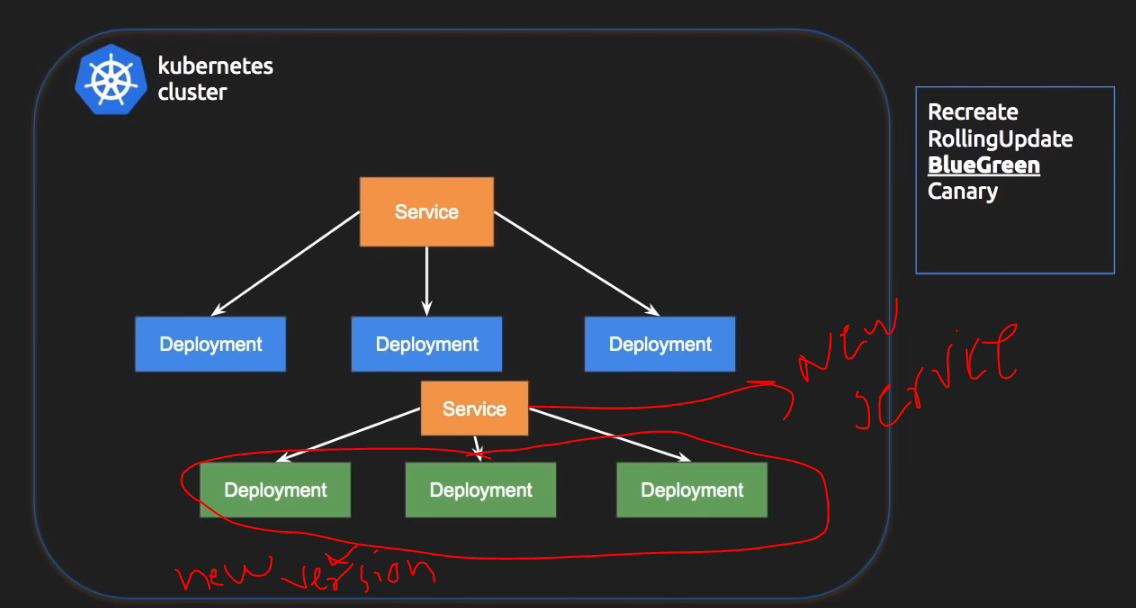 kubernetes
cluster
Recreate
RollingUpdate
BlueGreen
Canary
Service
Deployment Deployment Deployment
Service
new
service
Deployment Deployment Deployment
new version